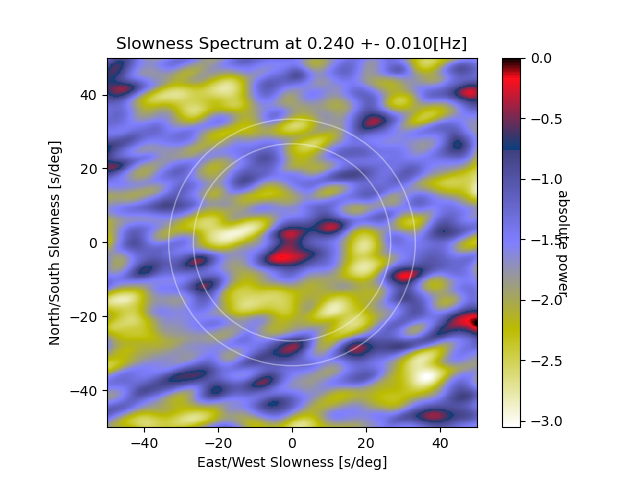 Slowness Spectrum at 0.240 +- 0.010[Hz]
North/South Slowness [s/deg]
40
20
0
−20
−40
−40 −20 0 20 40
East/West Slowness [s/deg]
0.0
−0.5
−1.0
−1.5
−2.0
−2.5
−3.0
absolute power